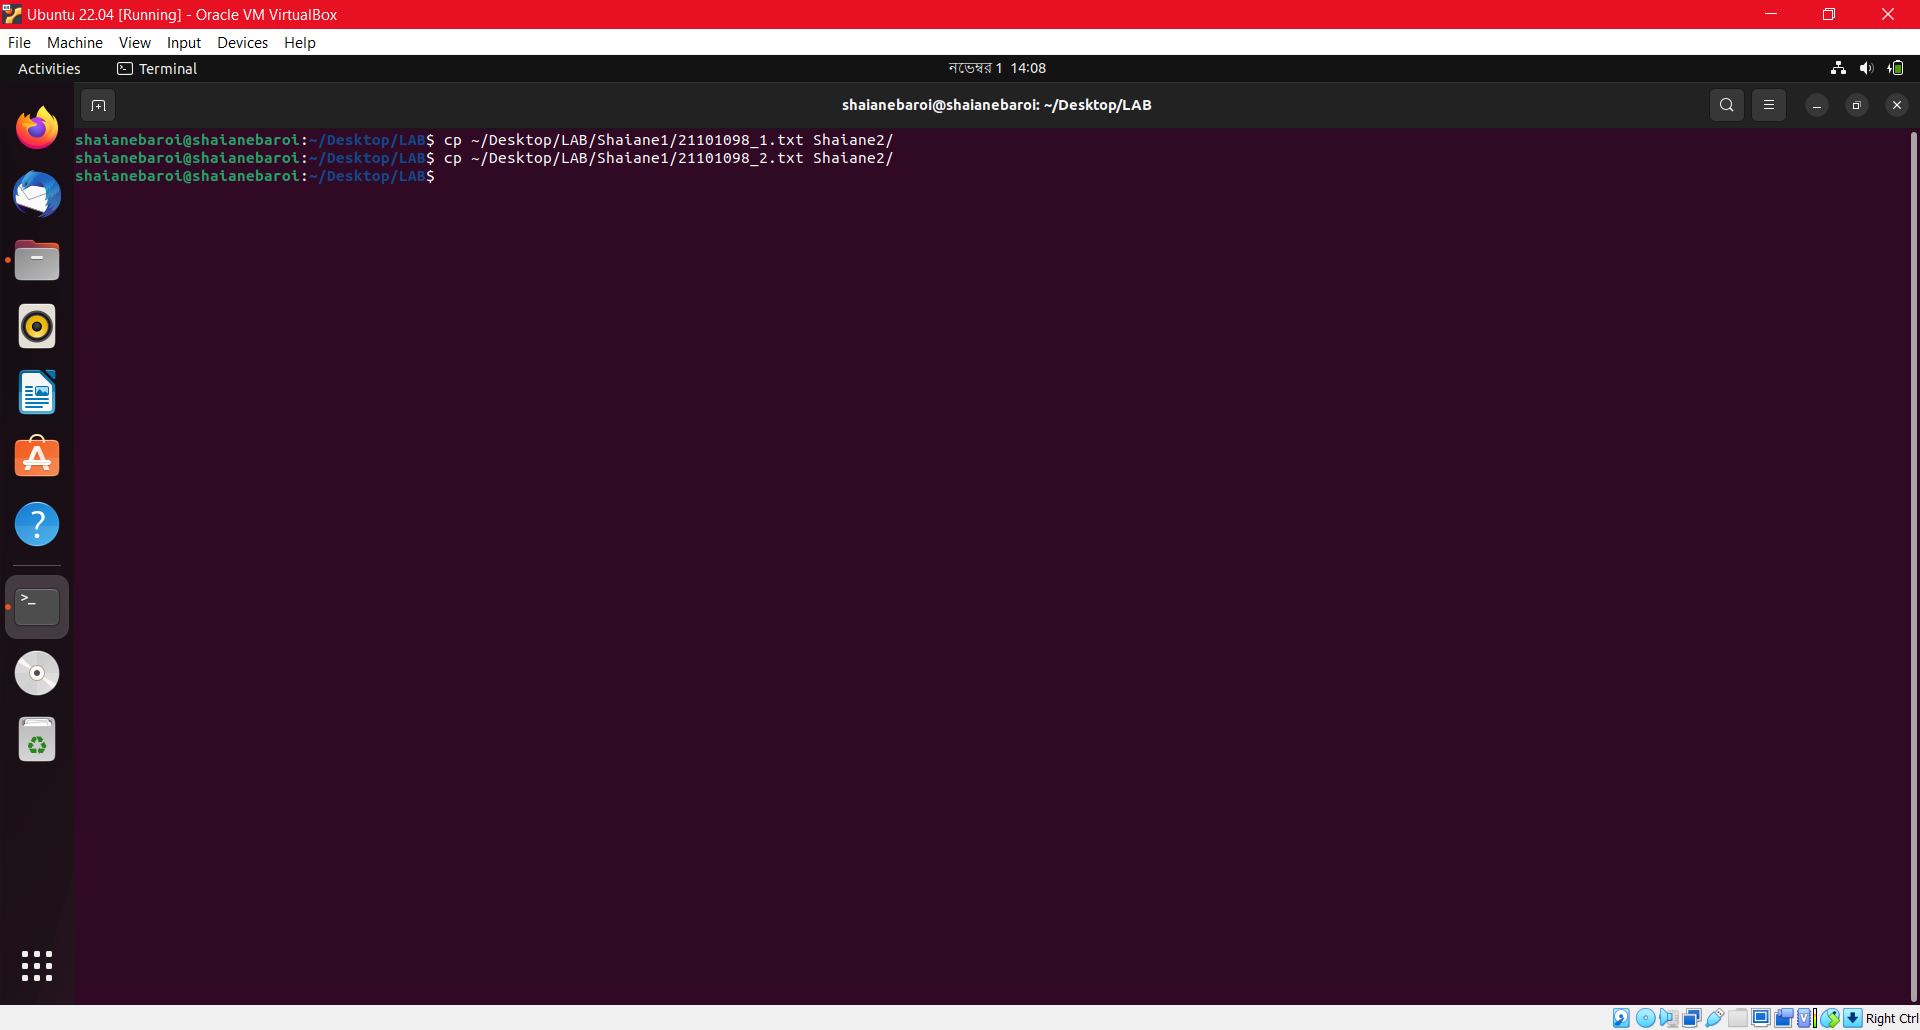 Ubuntu 22.04 [Running] - Oracle VM VirtualBox
File Machine View Input Devices Help
Activities Terminal নভেম্বর 1 14:08
shaianebaroi@shaianebaroi: ~/Desktop/LAB
shaianebaroi@shaianebaroi:~/Desktop/LAB$ cp ~/Desktop/LAB/Shaiane1/21101098_1.txt Shaiane2/
shaianebaroi@shaianebaroi:~/Desktop/LAB$ cp ~/Desktop/LAB/Shaiane1/21101098_2.txt Shaiane2/
shaianebaroi@shaianebaroi:~/Desktop/LAB$
Right Ctrl